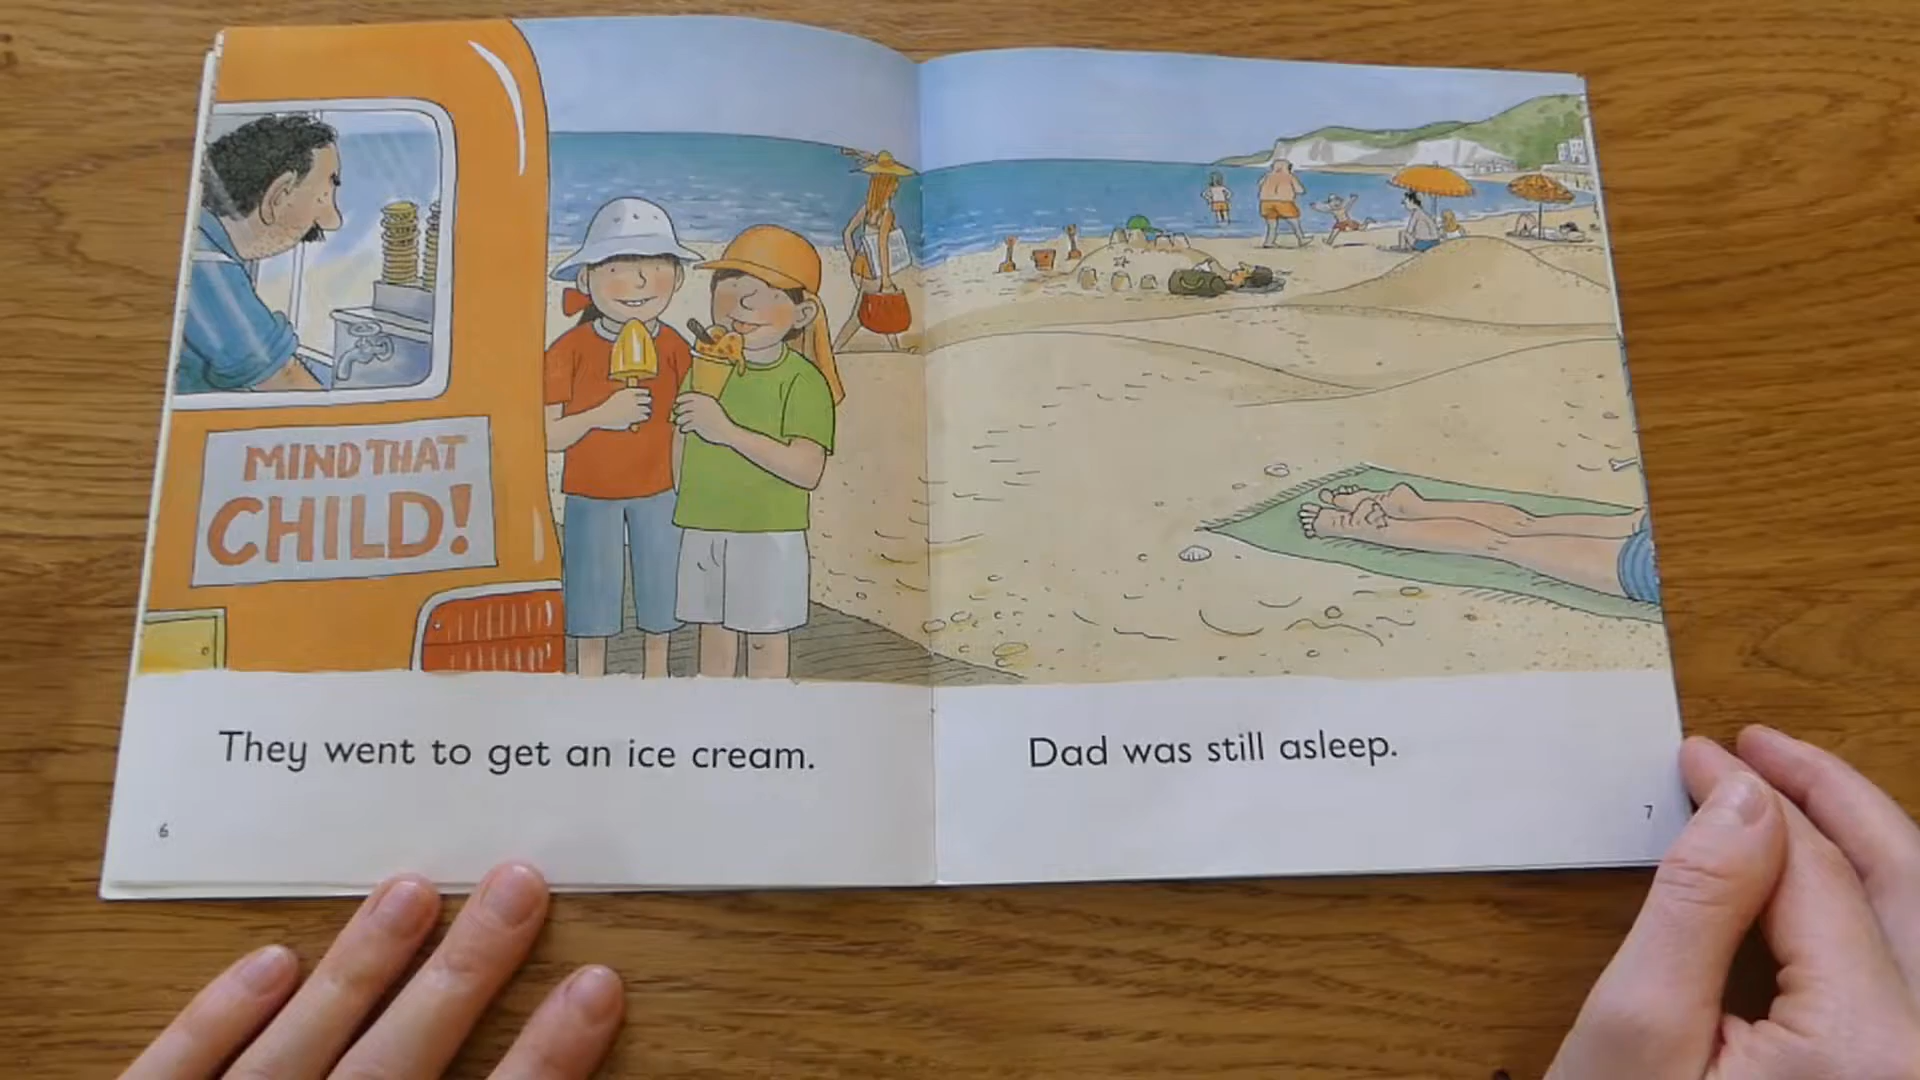 MIND THAT
CHILD!
They went to get an ice cream.
6
Dad was still asleep.
7